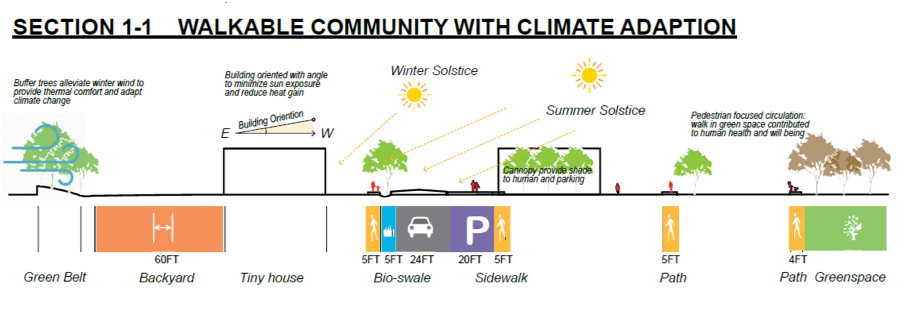 SECTION 1-1 WALKABLE COMMUNITY WITH CLIMATE ADAPTION
Buffer trees alleviate winter wind to
provide thermal comfort and adapt
climate change
Building oriented with angle
to minimize sun exposure
and reduce heat gain
Building Oriention
E
W
Winter Solstice
Summer Solstice
Cannopy provide shade
to human and parking
Pedestrian focused circulation:
walk in green space contributed
to human health and will being
P
60FT
5FT
5FT
24FT
20FT
5FT
5FT
4FT
Green Belt
Backyard
Tiny house
Bio-swale
Sidewalk
Path
Path
Greenspace